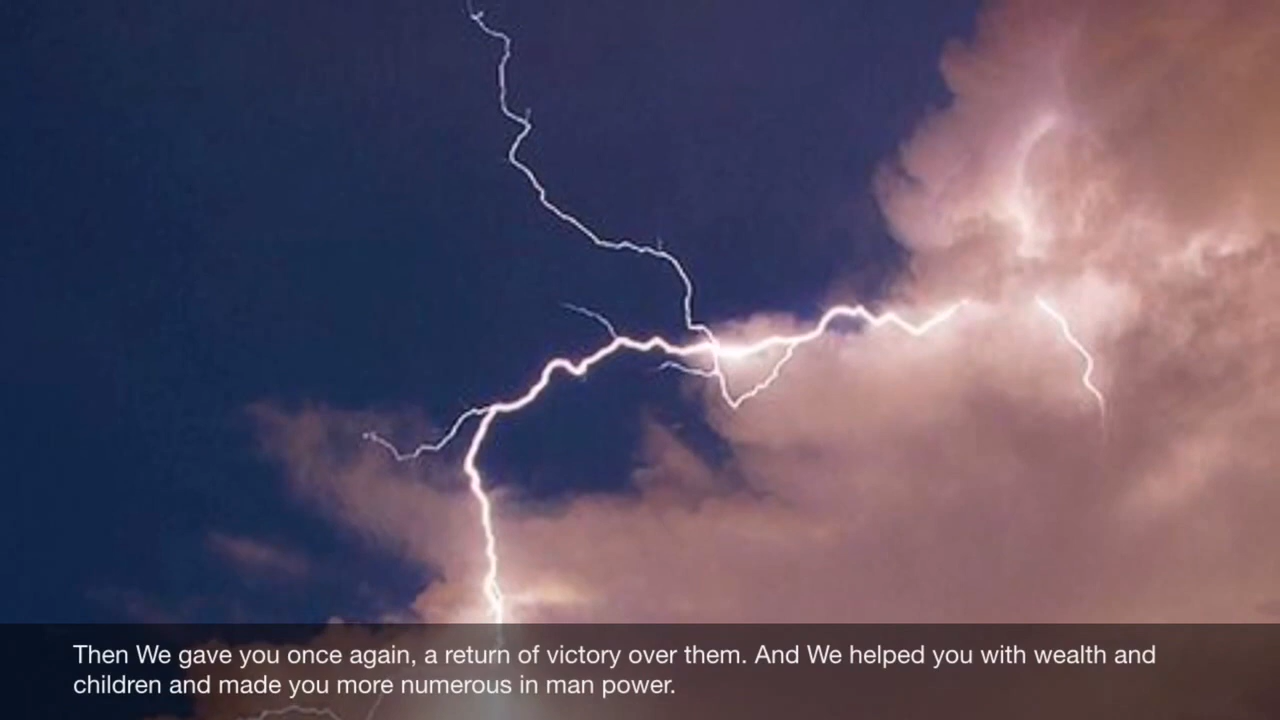 Then We gave you once again, a return of victory over them. And We helped you with wealth and
children and made you more numerous in man power.